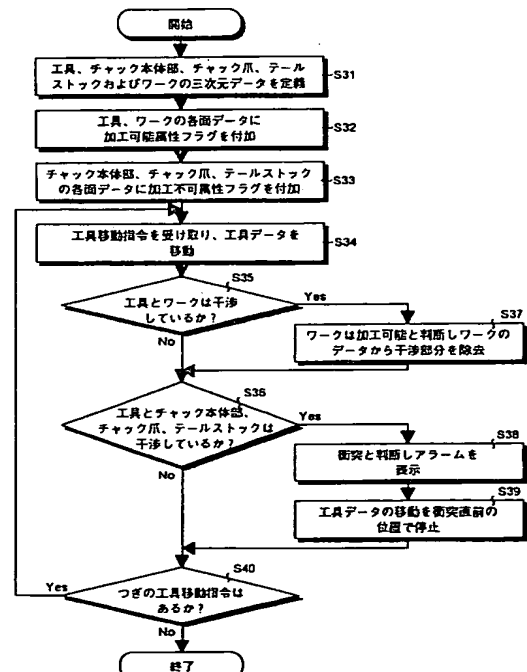 開始
工具、チャック本体部、チャック爪、テール
ストックおよびワークの三次元データを定義
S31
工具、ワークの各面データに
加工可能属性フラグを付加
S32
チャック本体部、チャック爪、テールストック
の各面データに加工不可属性フラグを付加
S33
工具移動指令を受け取り、工具データを
移動
S34
S35
工具とワークは干渉
しているか?
Yes
No
S37
ワークは加工可能と判断しワークの
データから干渉部分を除去
S36
工具とチャック本体部、
チャック爪、テールストックは
干渉しているか?
Yes
No
S38
衝突と判断しアラームを
表示
S39
工具データの移動を衝突直前の
位置で停止
S40
つぎの工具移動指令は
あるか?
Yes
No
終了